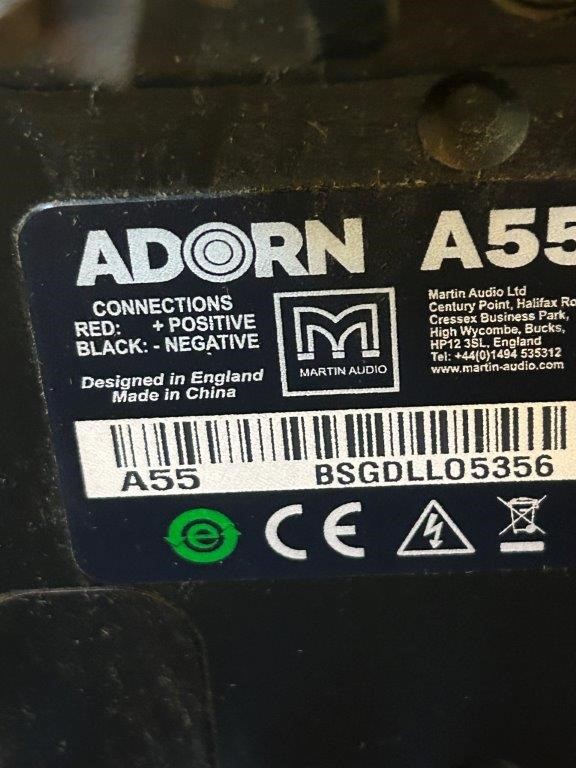 ADORN A55
CONNECTIONS
RED: + POSITIVE
BLACK: - NEGATIVE
Designed in England
Made in China
MARTIN AUDIO
Martin Audio Ltd
Century Point, Halifax Ro
Cressex Business Park,
High Wycombe, Bucks,
HP12 3SL, England
Tel: +44(0)1494 535312
www.martin-audio.com
A55 BSGDLL05356
e CE